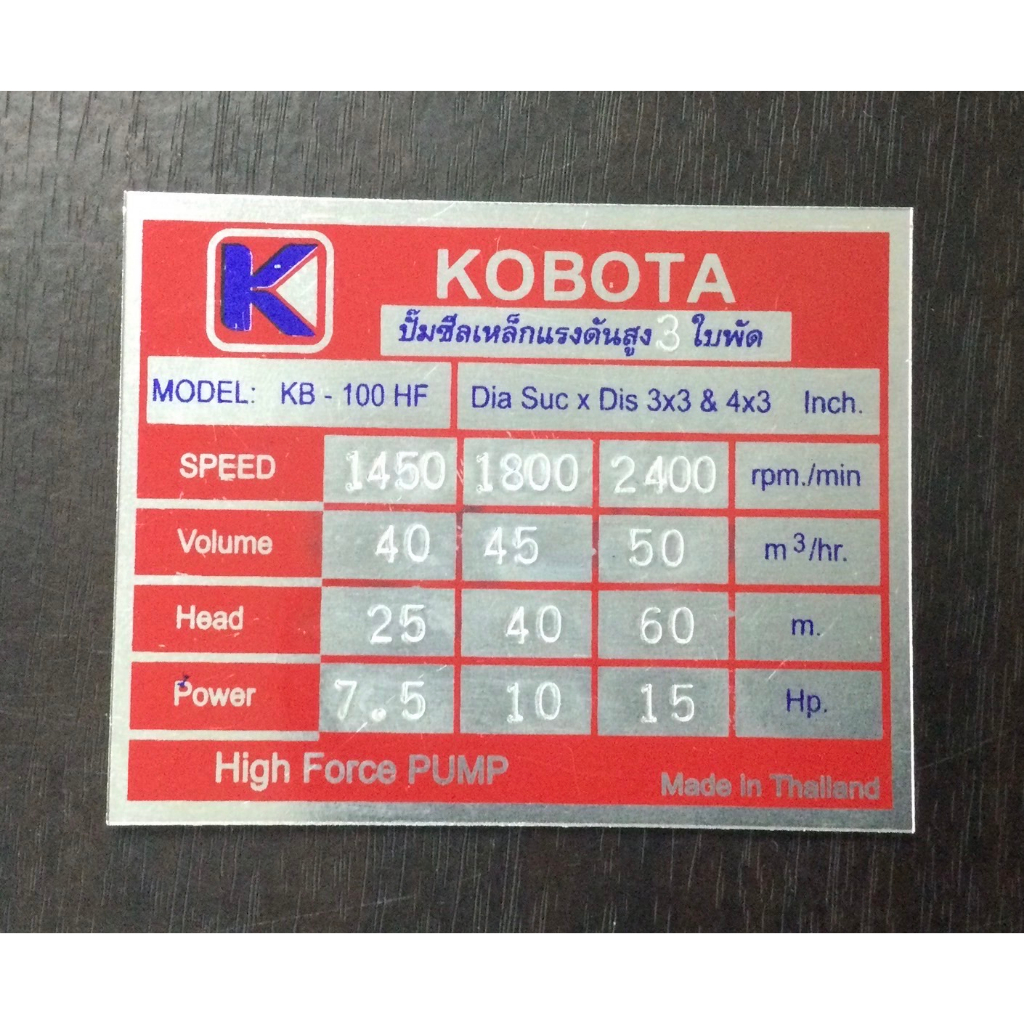 K
KOBOTA
ปั๊มซีลเหล็กแรงดันสูง 3 ใบพัด
MODEL: KB - 100 HF Dia Suc x Dis 3x3 & 4x3 Inch.
SPEED 1450 1800 2400 rpm./min
Volume 40 45 50 m³/hr.
Head 25 40 60 m.
Power 7.5 10 15 Hp.
High Force PUMP
Made in Thailand